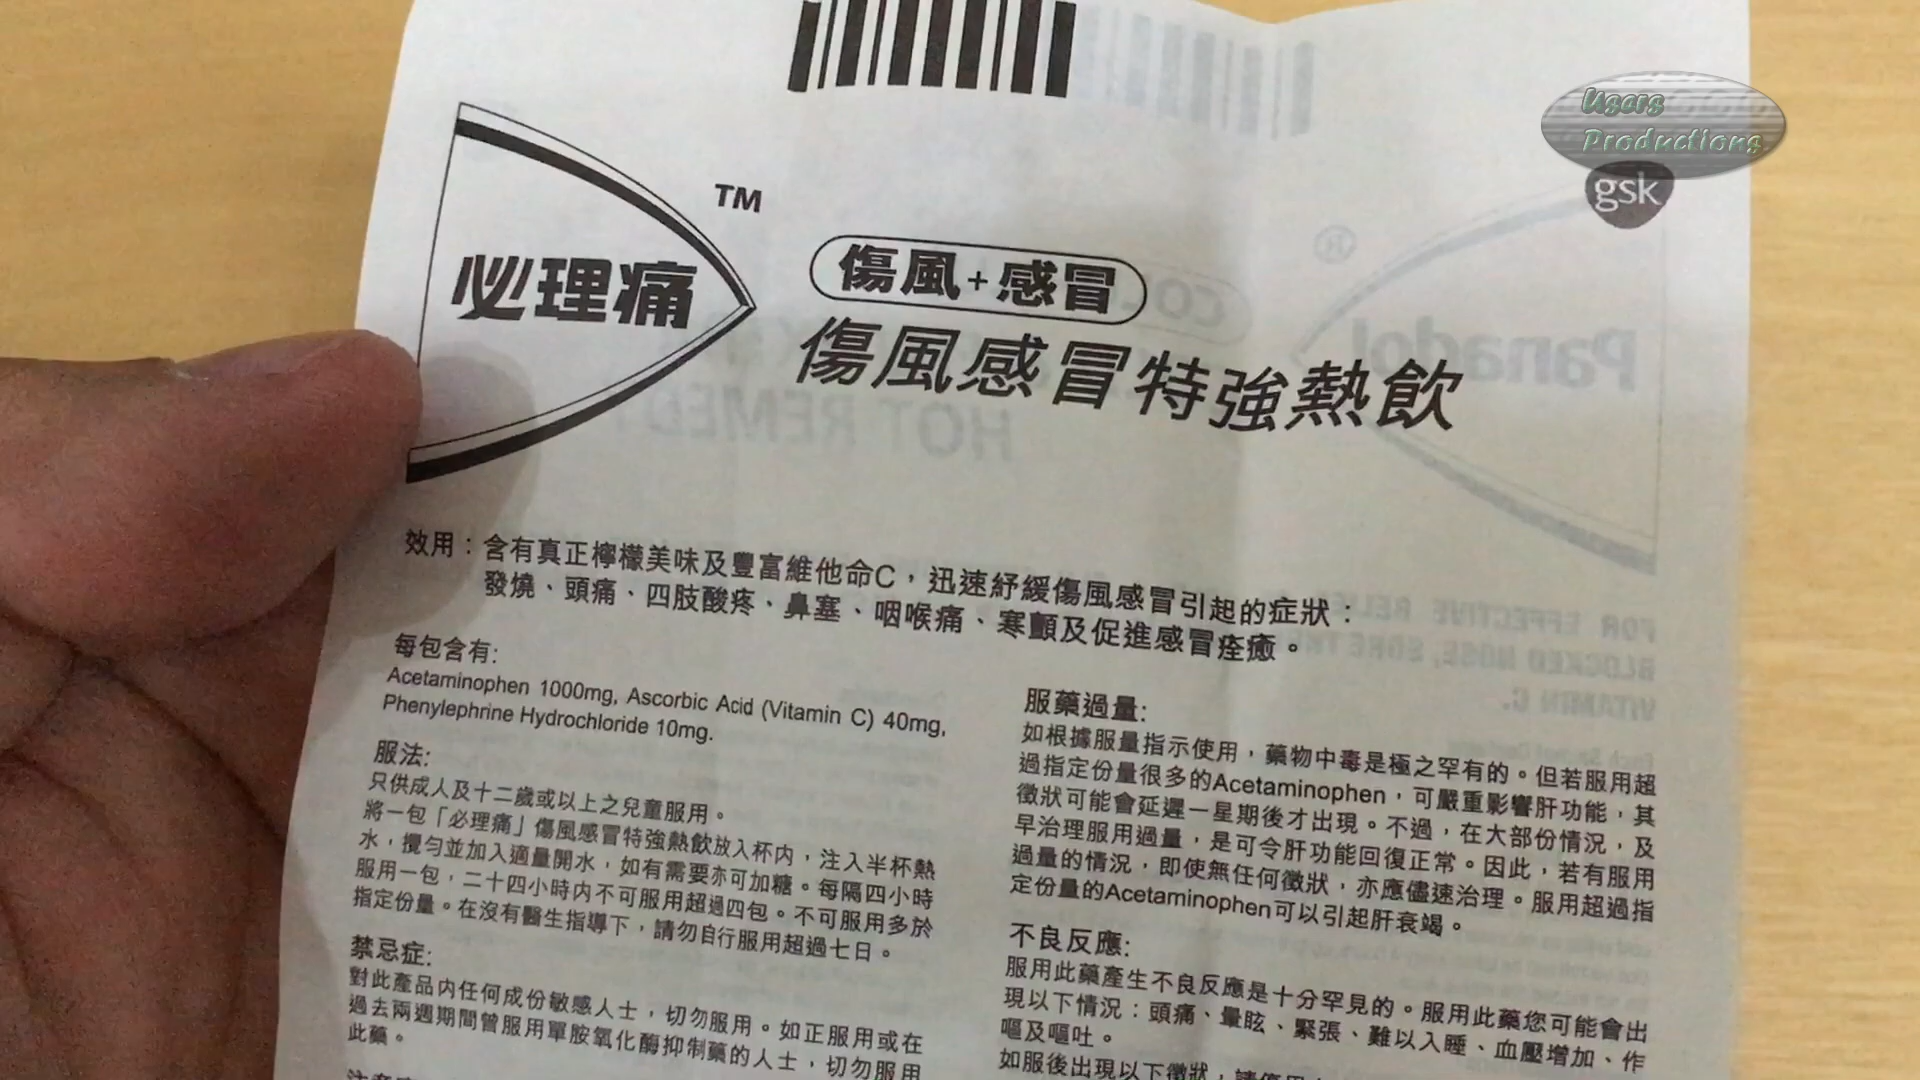 Users
Productions
gsk
必理痛
TM
傷風+感冒
傷風感冒特強熱飲
Panadol
®
HOT REMEDY
效用：含有真正檸檬美味及豐富維他命C，迅速紓緩傷風感冒引起的症狀：
發燒、頭痛、四肢酸疼、鼻塞、咽喉痛、寒顫及促進感冒痊癒。
每包含有:
Acetaminophen 1000mg, Ascorbic Acid (Vitamin C) 40mg,
Phenylephrine Hydrochloride 10mg.
服法:
只供成人及十二歲或以上之兒童服用。
將一包「必理痛」傷風感冒特強熱飲放入杯內，注入半杯熱
水，攪勻並加入適量開水，如有需要亦可加糖。每隔四小時
服用一包，二十四小時內不可服用超過四包。不可服用多於
指定份量。在沒有醫生指導下，請勿自行服用超過七日。
禁忌症:
對此產品內任何成份敏感人士，切勿服用。如正服用或在
過去兩週期間曾服用單胺氧化酶抑制藥的人士，切勿服用
此藥。
服藥過量:
如根據服量指示使用，藥物中毒是極之罕有的。但若服用超
過指定份量很多的Acetaminophen，可嚴重影響肝功能，其
徵狀可能會延遲一星期後才出現。不過，在大部份情況，及
早治理服用過量，是可令肝功能回復正常。因此，若有服用
過量的情況，即使無任何徵狀，亦應儘速治理。服用超過指
定份量的Acetaminophen可以引起肝衰竭。
不良反應:
服用此藥產生不良反應是十分罕見的。服用此藥您可能會出
現以下情況：頭痛、暈眩、緊張、難以入睡、血壓增加、作
嘔及嘔吐。
如服後出現以下徵狀，請停用